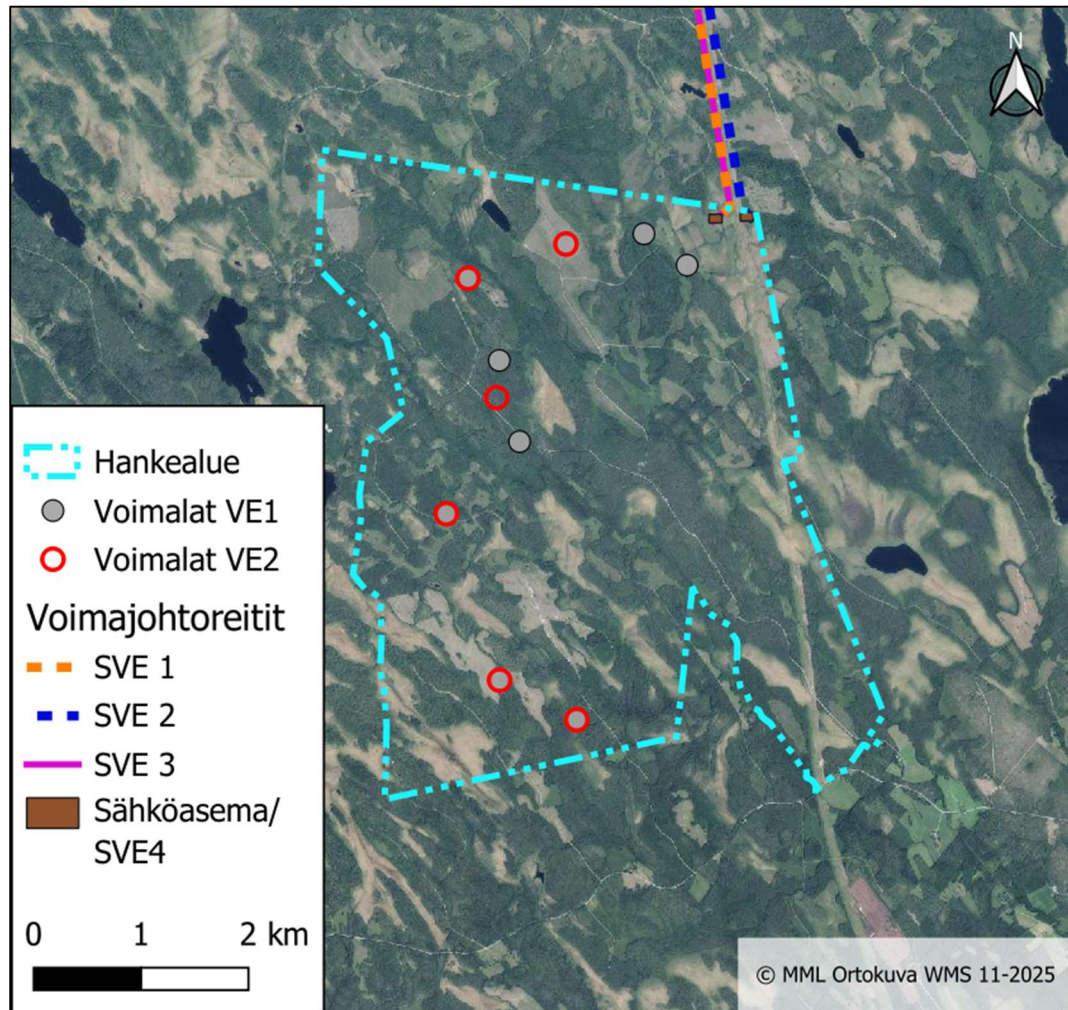 N
Hankealue
Voimalat VE1
Voimalat VE2
Voimajohtoreitit
SVE 1
SVE 2
SVE 3
Sähköasema/
SVE4
0 1 2 km
© MML Ortokuva WMS 11-2025